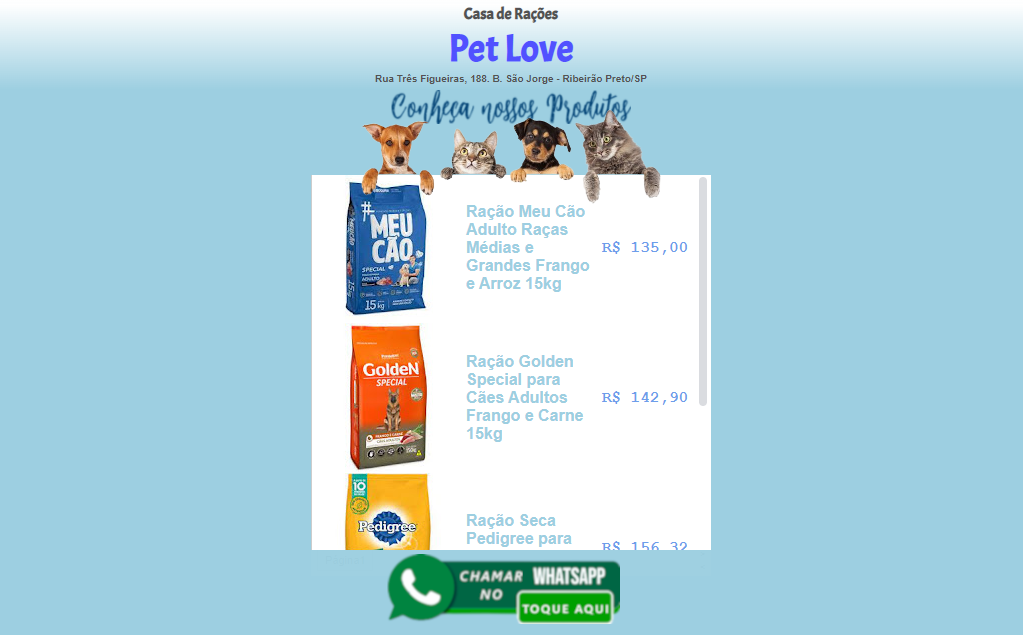 Casa de Rações
Pet Love
Rua Três Figueiras, 188. B. São Jorge - Ribeirão Preto/SP
Conheça nossos Produtos
#MEU
CÃO
SPECIAL
ADULTO
15kg
Ração Meu Cão
Adulto Raças
Médias e
Grandes Frango
e Arroz 15kg
R$ 135,00
GoldeN
SPECIAL
Ração Golden
Special para
Cães Adultos
Frango e Carne
15kg
R$ 142,90
10
Pedigree
Ração Seca
Pedigree para
R$ 156,32
CHAMAR WHATSAPP
NO
TOQUE AQUI